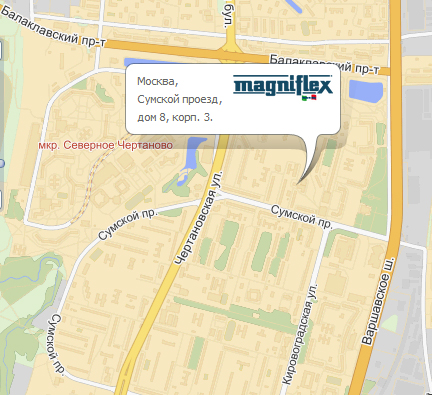 Балаклавский пр-т
бул.
Балаклавский пр-т
Москва,
Сумской проезд,
дом 8, корп. 3.
magniflex
мкр. Северное Чертаново
Сумской пр.
Чертановская ул.
Сумской пр.
Варшавское ш.
Кировоградская ул.
Сумской пр.